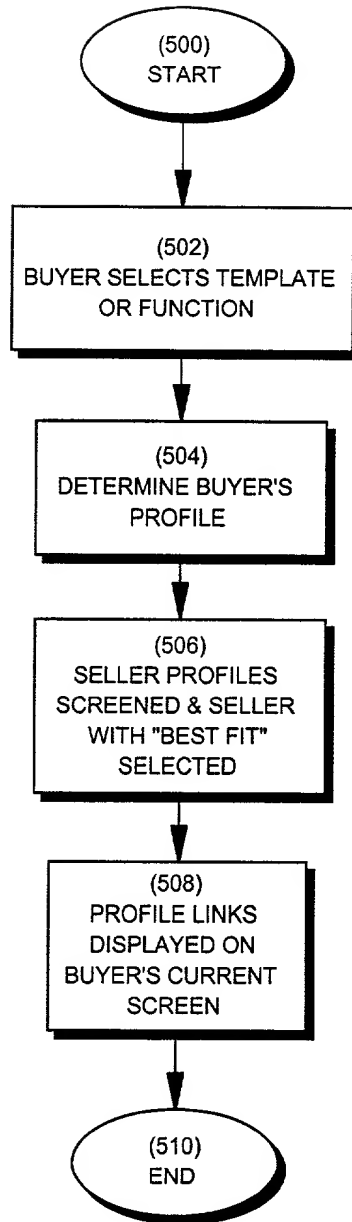 (500)
START
(502)
BUYER SELECTS TEMPLATE
OR FUNCTION
(504)
DETERMINE BUYER'S
PROFILE
(506)
SELLER PROFILES
SCREENED & SELLER
WITH "BEST FIT"
SELECTED
(508)
PROFILE LINKS
DISPLAYED ON
BUYER'S CURRENT
SCREEN
(510)
END